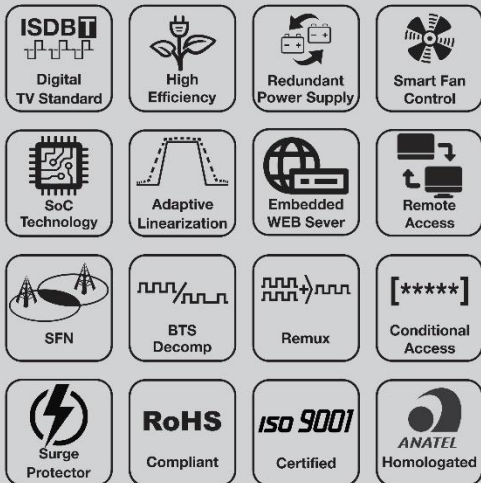 ISDBT
Digital
TV Standard
High
Efficiency
Redundant
Power Supply
Smart Fan
Control
SoC
Technology
Adaptive
Linearization
Embedded
WEB Sever
Remote
Access
SFN
BTS
Decomp
Remux
[*****]
Conditional
Access
Surge
Protector
RoHS
Compliant
ISO 9001
Certified
ANATEL
Homologated